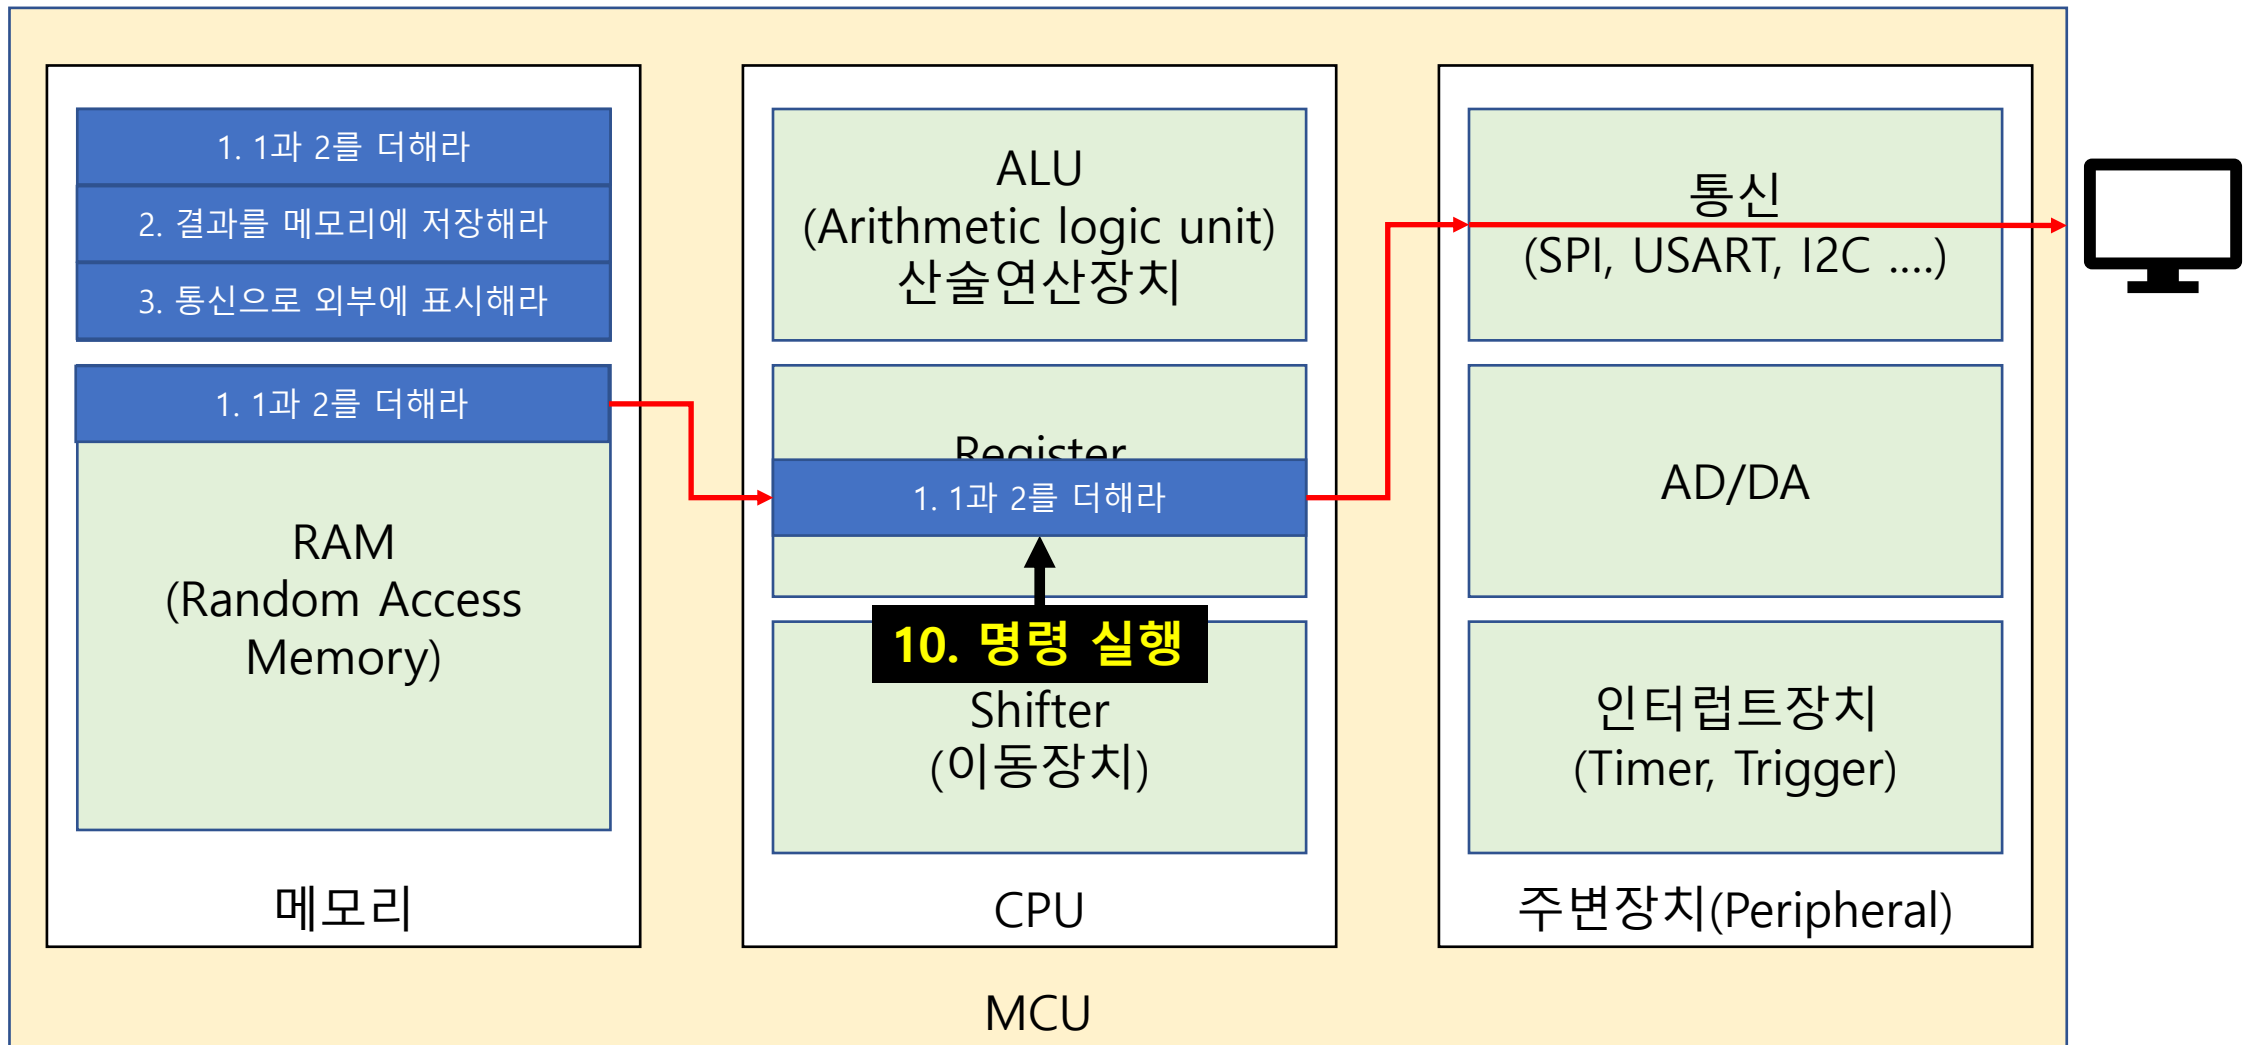 1. 1과 2를 더해라
2. 결과를 메모리에 저장해라
3. 통신으로 외부에 표시해라
1. 1과 2를 더해라
RAM
(Random Access
Memory)
메모리
ALU
(Arithmetic logic unit)
산술연산장치
Register
1. 1과 2를 더해라
10. 명령 실행
Shifter
(이동장치)
CPU
통신
(SPI, USART, I2C ....)
AD/DA
인터럽트장치
(Timer, Trigger)
주변장치(Peripheral)
MCU